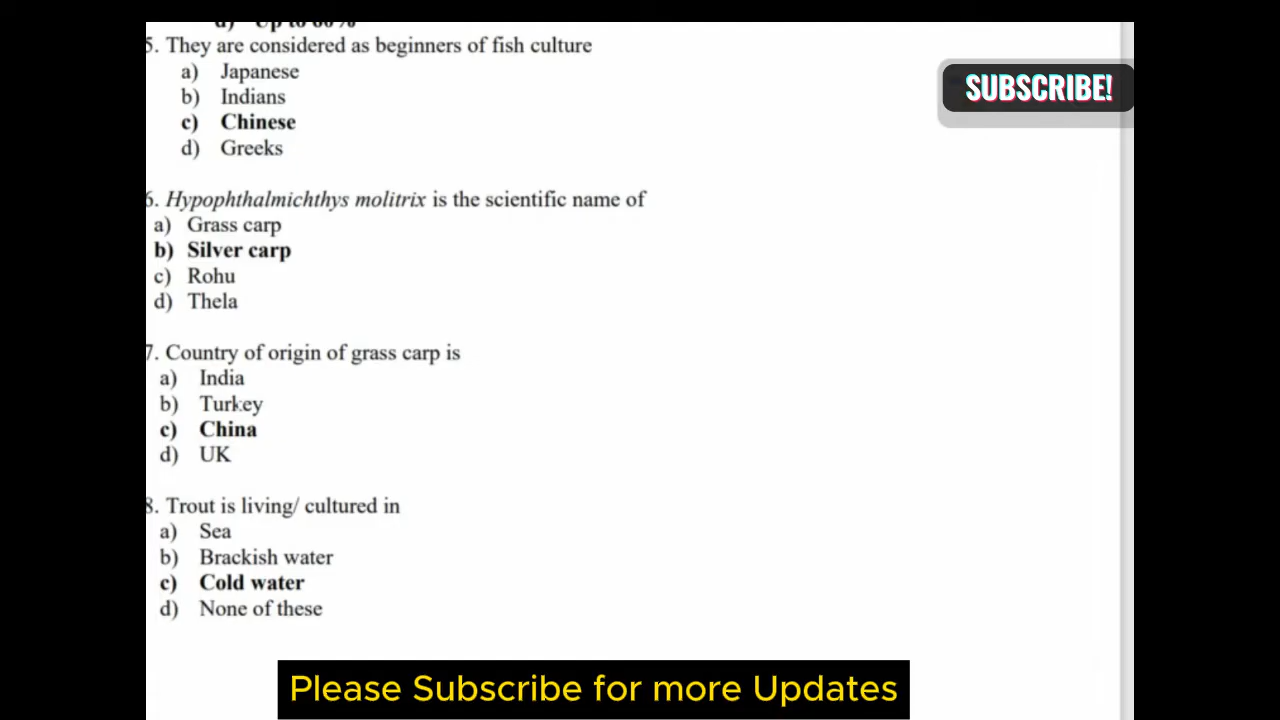 d) Up to 60%
5. They are considered as beginners of fish culture
a) Japanese
b) Indians
c) Chinese
d) Greeks
6. Hypophthalmichthys molitrix is the scientific name of
a) Grass carp
b) Silver carp
c) Rohu
d) Thela
7. Country of origin of grass carp is
a) India
b) Turkey
c) China
d) UK
8. Trout is living/ cultured in
a) Sea
b) Brackish water
c) Cold water
d) None of these
SUBSCRIBE!
Please Subscribe for more Updates